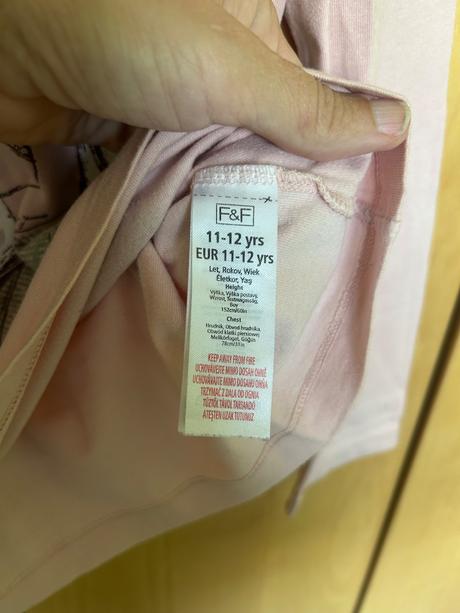 F&F
11-12 yrs
EUR 11-12 yrs
Let, Rokov, Wiek
Életkor, Yaş
Height
Výška, Výška postavy,
Wzrost, Testmagasság,
Boy
152cm/60in
Chest
Hrudník, Obvod hrudníka,
Obwód klatki piersiowej
Mellkörfogat, Göğüs
78cm/31in
KEEP AWAY FROM FIRE
UCHOVÁVEJTE MIMO DOSAH OHNĚ
UCHOVÁVAJTE MIMO DOSAHU OHŇA
TRZYMAĆ Z DALA OD OGNIA
TŰZTŐL TÁVOL TARTANDÓ
ATEŞTEN UZAK TUTUNUZ